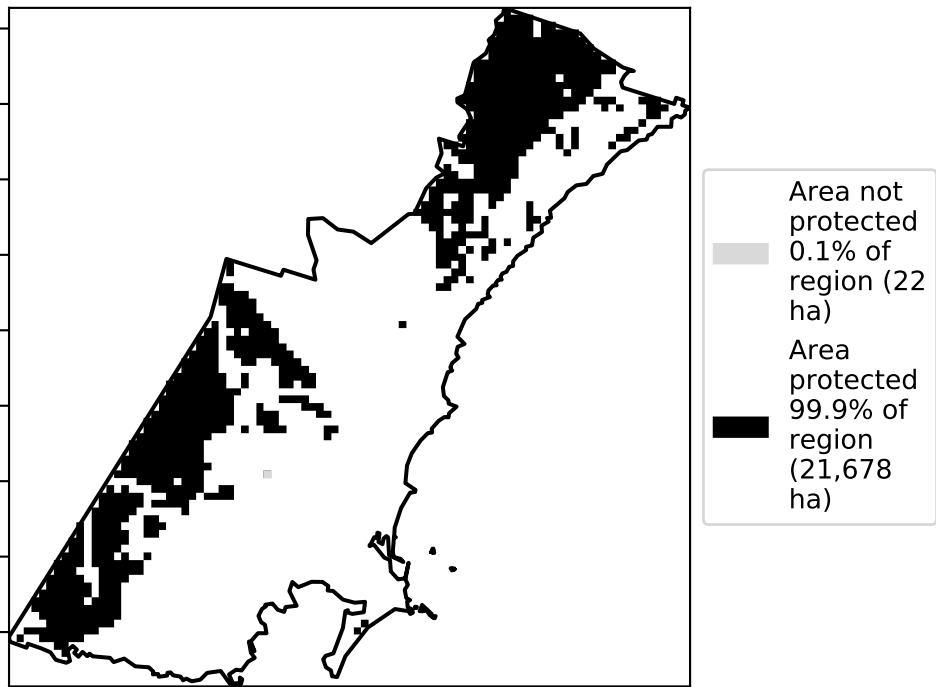 Area not
protected
0.1% of
region (22
ha)
Area
protected
99.9% of
region
(21,678
ha)